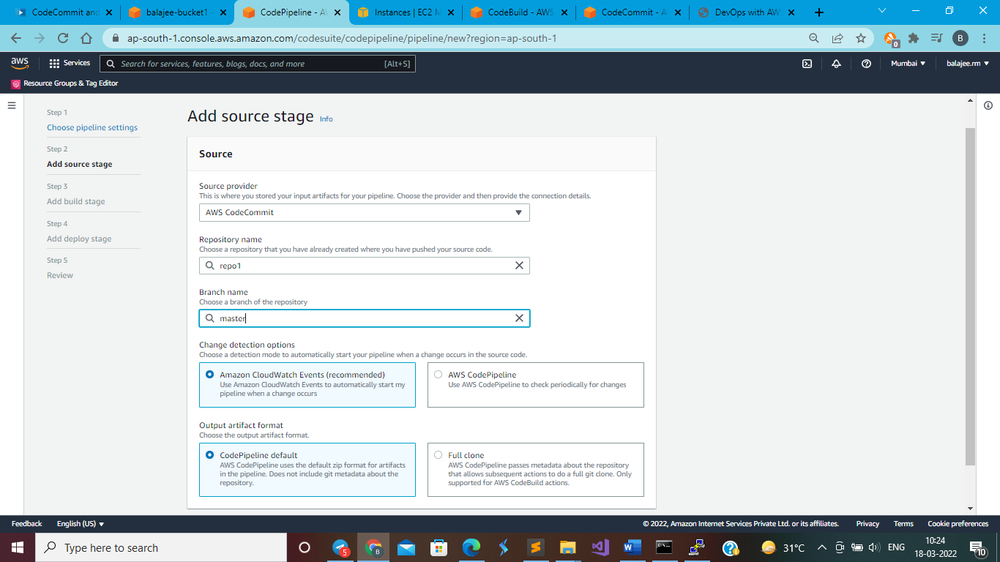 CodeCommit and
balajee-bucket1 -
CodePipeline - A
Instances | EC2 M
CodeBuild - AWS
CodeCommit - A
DevOps with AW
ap-south-1.console.aws.amazon.com/codesuite/codepipeline/pipeline/new?region=ap-south-1
0
B
aws
Services
Search for services, features, blogs, docs, and more
[Alt+S]
Mumbai
balajee.rm
Resource Groups & Tag Editor
Step 1
Choose pipeline settings
Step 2
Add source stage
Step 3
Add build stage
Step 4
Add deploy stage
Step 5
Review
Add source stage Info
Source
Source provider
This is where you stored your input artifacts for your pipeline. Choose the provider and then provide the connection details.
AWS CodeCommit
Repository name
Choose a repository that you have already created where you have pushed your source code.
repo1
Branch name
Choose a branch of the repository
master
Change detection options
Choose a detection mode to automatically start your pipeline when a change occurs in the source code.
Amazon CloudWatch Events (recommended)
Use Amazon CloudWatch Events to automatically start my
pipeline when a change occurs
AWS CodePipeline
Use AWS CodePipeline to check periodically for changes
Output artifact format
Choose the output artifact format.
CodePipeline default
AWS CodePipeline uses the default zip format for artifacts
in the pipeline. Does not include git metadata about the
repository.
Full clone
AWS CodePipeline passes metadata about the repository
that allows subsequent actions to do a full git clone. Only
supported for AWS CodeBuild actions.
Feedback
English (US)
© 2022, Amazon Internet Services Private Ltd. or its affiliates.
Privacy
Terms
Cookie preferences
Type here to search
5
B
31°C
ENG
10:24
18-03-2022
10